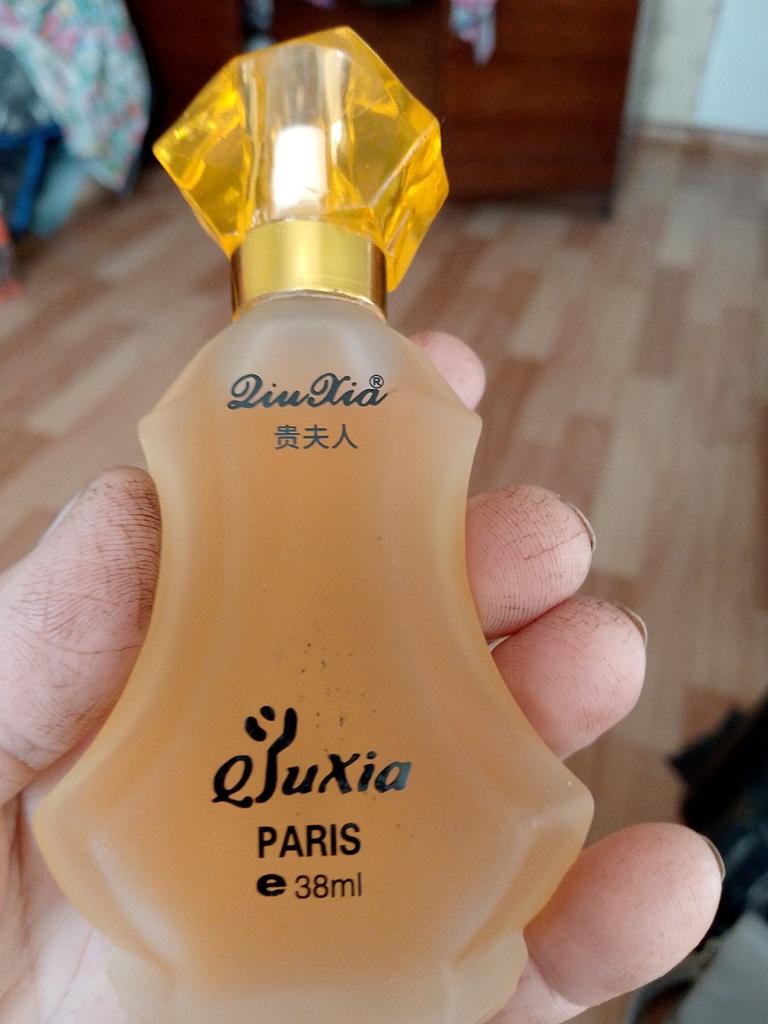 QiuXia®
贵夫人
QiuXia
PARIS
e 38ml